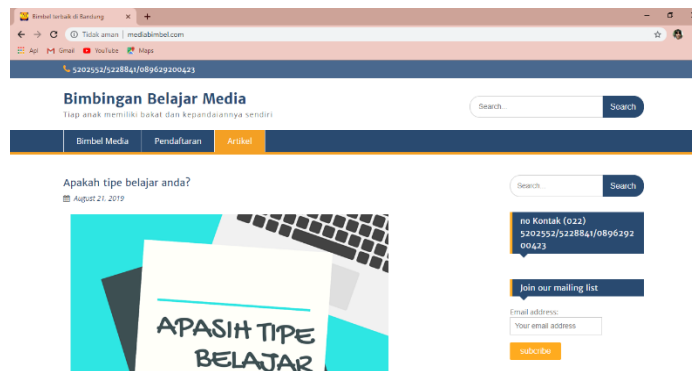 Bimbel terbaik di Bandung
Tidak aman | mediabimbel.com
Apl Gmail YouTube Maps
5202552/5228841/089629200423
Bimbingan Belajar Media
Tiap anak memiliki bakat dan kepandaiannya sendiri
Search... Search
Bimbel Media Pendaftaran Artikel
Apakah tipe belajar anda?
August 21, 2019
APASIH TIPE
BELAJAR
Search... Search
no Kontak (022)
5202552/5228841/0896292
00423
Join our mailing list
Email address:
Your email address
subcribe